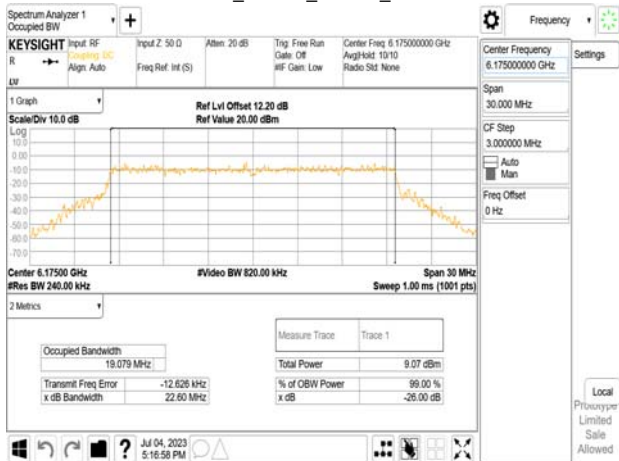 Spectrum Analyzer 1
Occupied BW
Frequency
KEYSIGHT
Input: RF
Coupling: DC
Align: Auto
Input Z: 50 Ω
Freq Ref: Int (S)
Atten: 20 dB
Trig: Free Run
Gate: Off
#IF Gain: Low
Center Freq: 6.175000000 GHz
Avg|Hold: 10/10
Radio Std: None
R
LW
Center Frequency
6.175000000 GHz
Settings
Span
30.000 MHz
CF Step
3.000000 MHz
Auto
Man
Freq Offset
0 Hz
1 Graph
Scale/Div 10.0 dB
Ref Lvl Offset 12.20 dB
Ref Value 20.00 dBm
Log
10.0
0.00
-10.0
-20.0
-30.0
-40.0
-50.0
-60.0
-70.0
Center 6.17500 GHz
#Video BW 820.00 kHz
Span 30 MHz
#Res BW 240.00 kHz
Sweep 1.00 ms (1001 pts)
2 Metrics
Measure Trace
Trace 1
Occupied Bandwidth
19.079 MHz
Total Power
9.07 dBm
Transmit Freq Error
-12.626 kHz
% of OBW Power
99.00 %
x dB Bandwidth
22.60 MHz
x dB
-26.00 dB
Local
Prototype
Limited
Sale
Allowed
Jul 04, 2023
5:16:58 PM